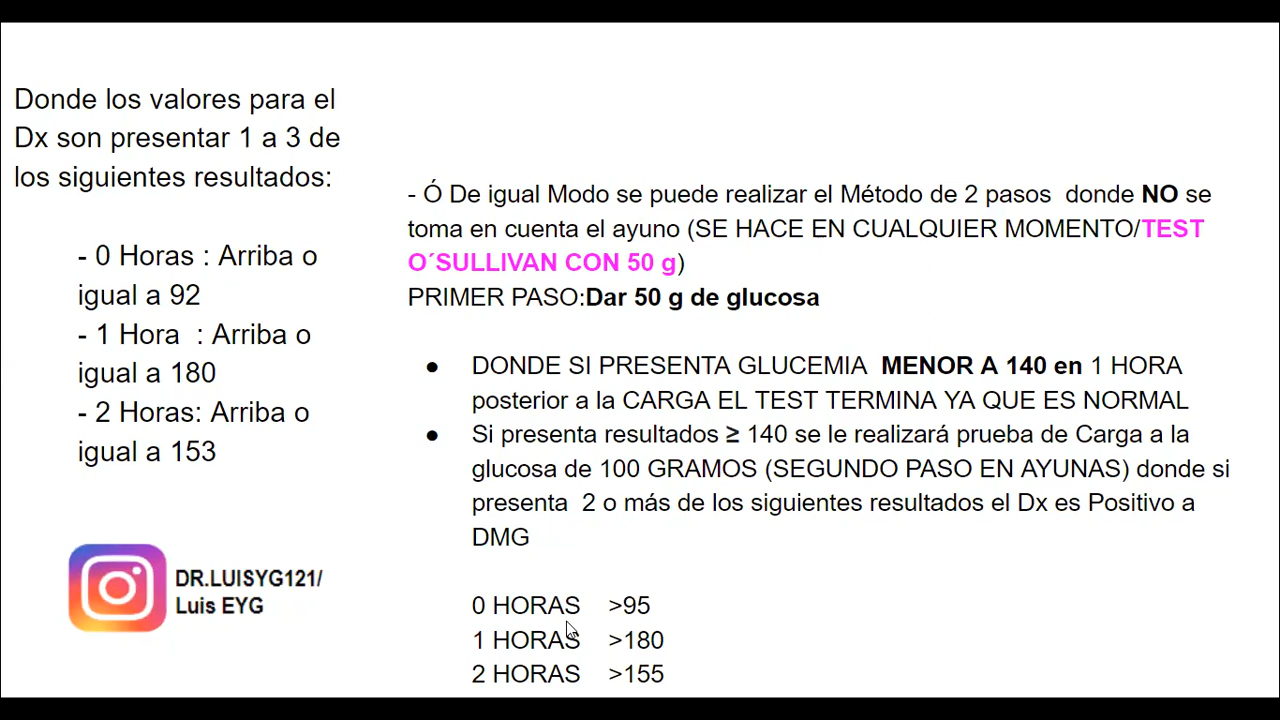 Donde los valores para el
Dx son presentar 1 a 3 de
los siguientes resultados:
- 0 Horas : Arriba o
igual a 92
- 1 Hora  : Arriba o
igual a 180
- 2 Horas: Arriba o
igual a 153
DR.LUISYG121/
Luis EYG
- Ó De igual Modo se puede realizar el Método de 2 pasos  donde NO se
toma en cuenta el ayuno (SE HACE EN CUALQUIER MOMENTO/TEST
O´SULLIVAN CON 50 g)
PRIMER PASO:Dar 50 g de glucosa
● DONDE SI PRESENTA GLUCEMIA  MENOR A 140 en 1 HORA
posterior a la CARGA EL TEST TERMINA YA QUE ES NORMAL
● Si presenta resultados ≥ 140 se le realizará prueba de Carga a la
glucosa de 100 GRAMOS (SEGUNDO PASO EN AYUNAS) donde si
presenta  2 o más de los siguientes resultados el Dx es Positivo a
DMG
0 HORAS    >95
1 HORAS    >180
2 HORAS    >155